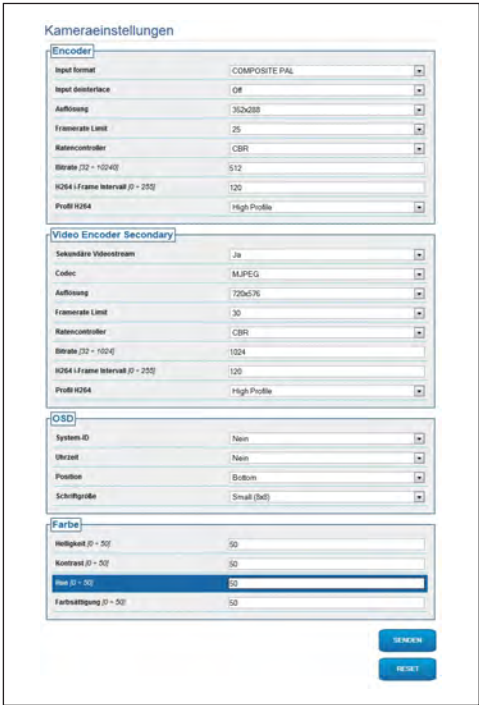 Kameraeinstellungen
Encoder
Input format COMPOSITE PAL
Input deinterlace Off
Auflösung 352x288
Framerate Limit 25
Ratencontroller CBR
Bitrate [32 ÷ 10240] 512
H264 i-Frame Intervall [0 ÷ 255] 120
Profil H264 High Profile
Video Encoder Secondary
Sekundäre Videostream Ja
Codec MJPEG
Auflösung 720x576
Framerate Limit 30
Ratencontroller CBR
Bitrate [32 ÷ 1024] 1024
H264 i-Frame Intervall [0 ÷ 255] 120
Profil H264 High Profile
OSD
System-ID Nein
Uhrzeit Nein
Position Bottom
Schriftgröße Small (8x8)
Farbe
Helligkeit [0 ÷ 50] 50
Kontrast [0 ÷ 50] 50
Hue [0 ÷ 50] 50
Farbsättigung [0 ÷ 50] 50
SENDEN
RESET